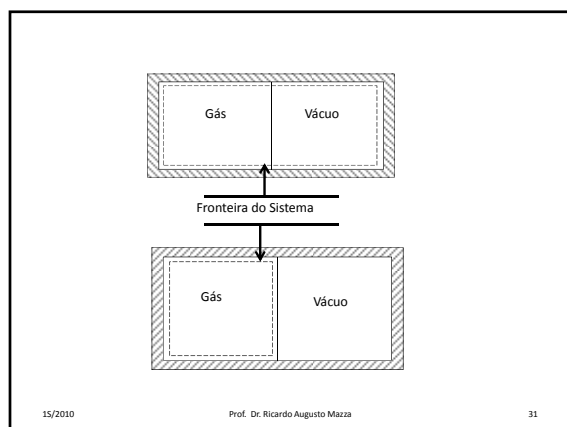 Gás Vácuo
Fronteira do Sistema
Gás Vácuo
1S/2010 Prof. Dr. Ricardo Augusto Mazza 31